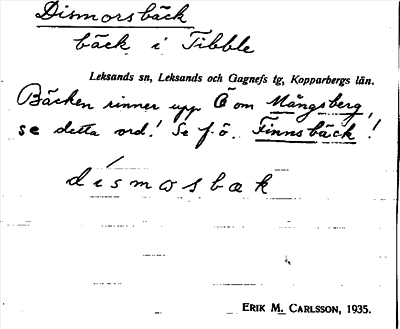 Dismorsbäck
bäck i Tibble
Leksands sn, Leksands och Gagnefs tg, Kopparbergs län.
Bäcken rinner upp Ö om Mångsberg,
se detta ord! Se f.ö. Finnsbäck!
dismosbæk
ERIK M. CARLSSON, 1935.